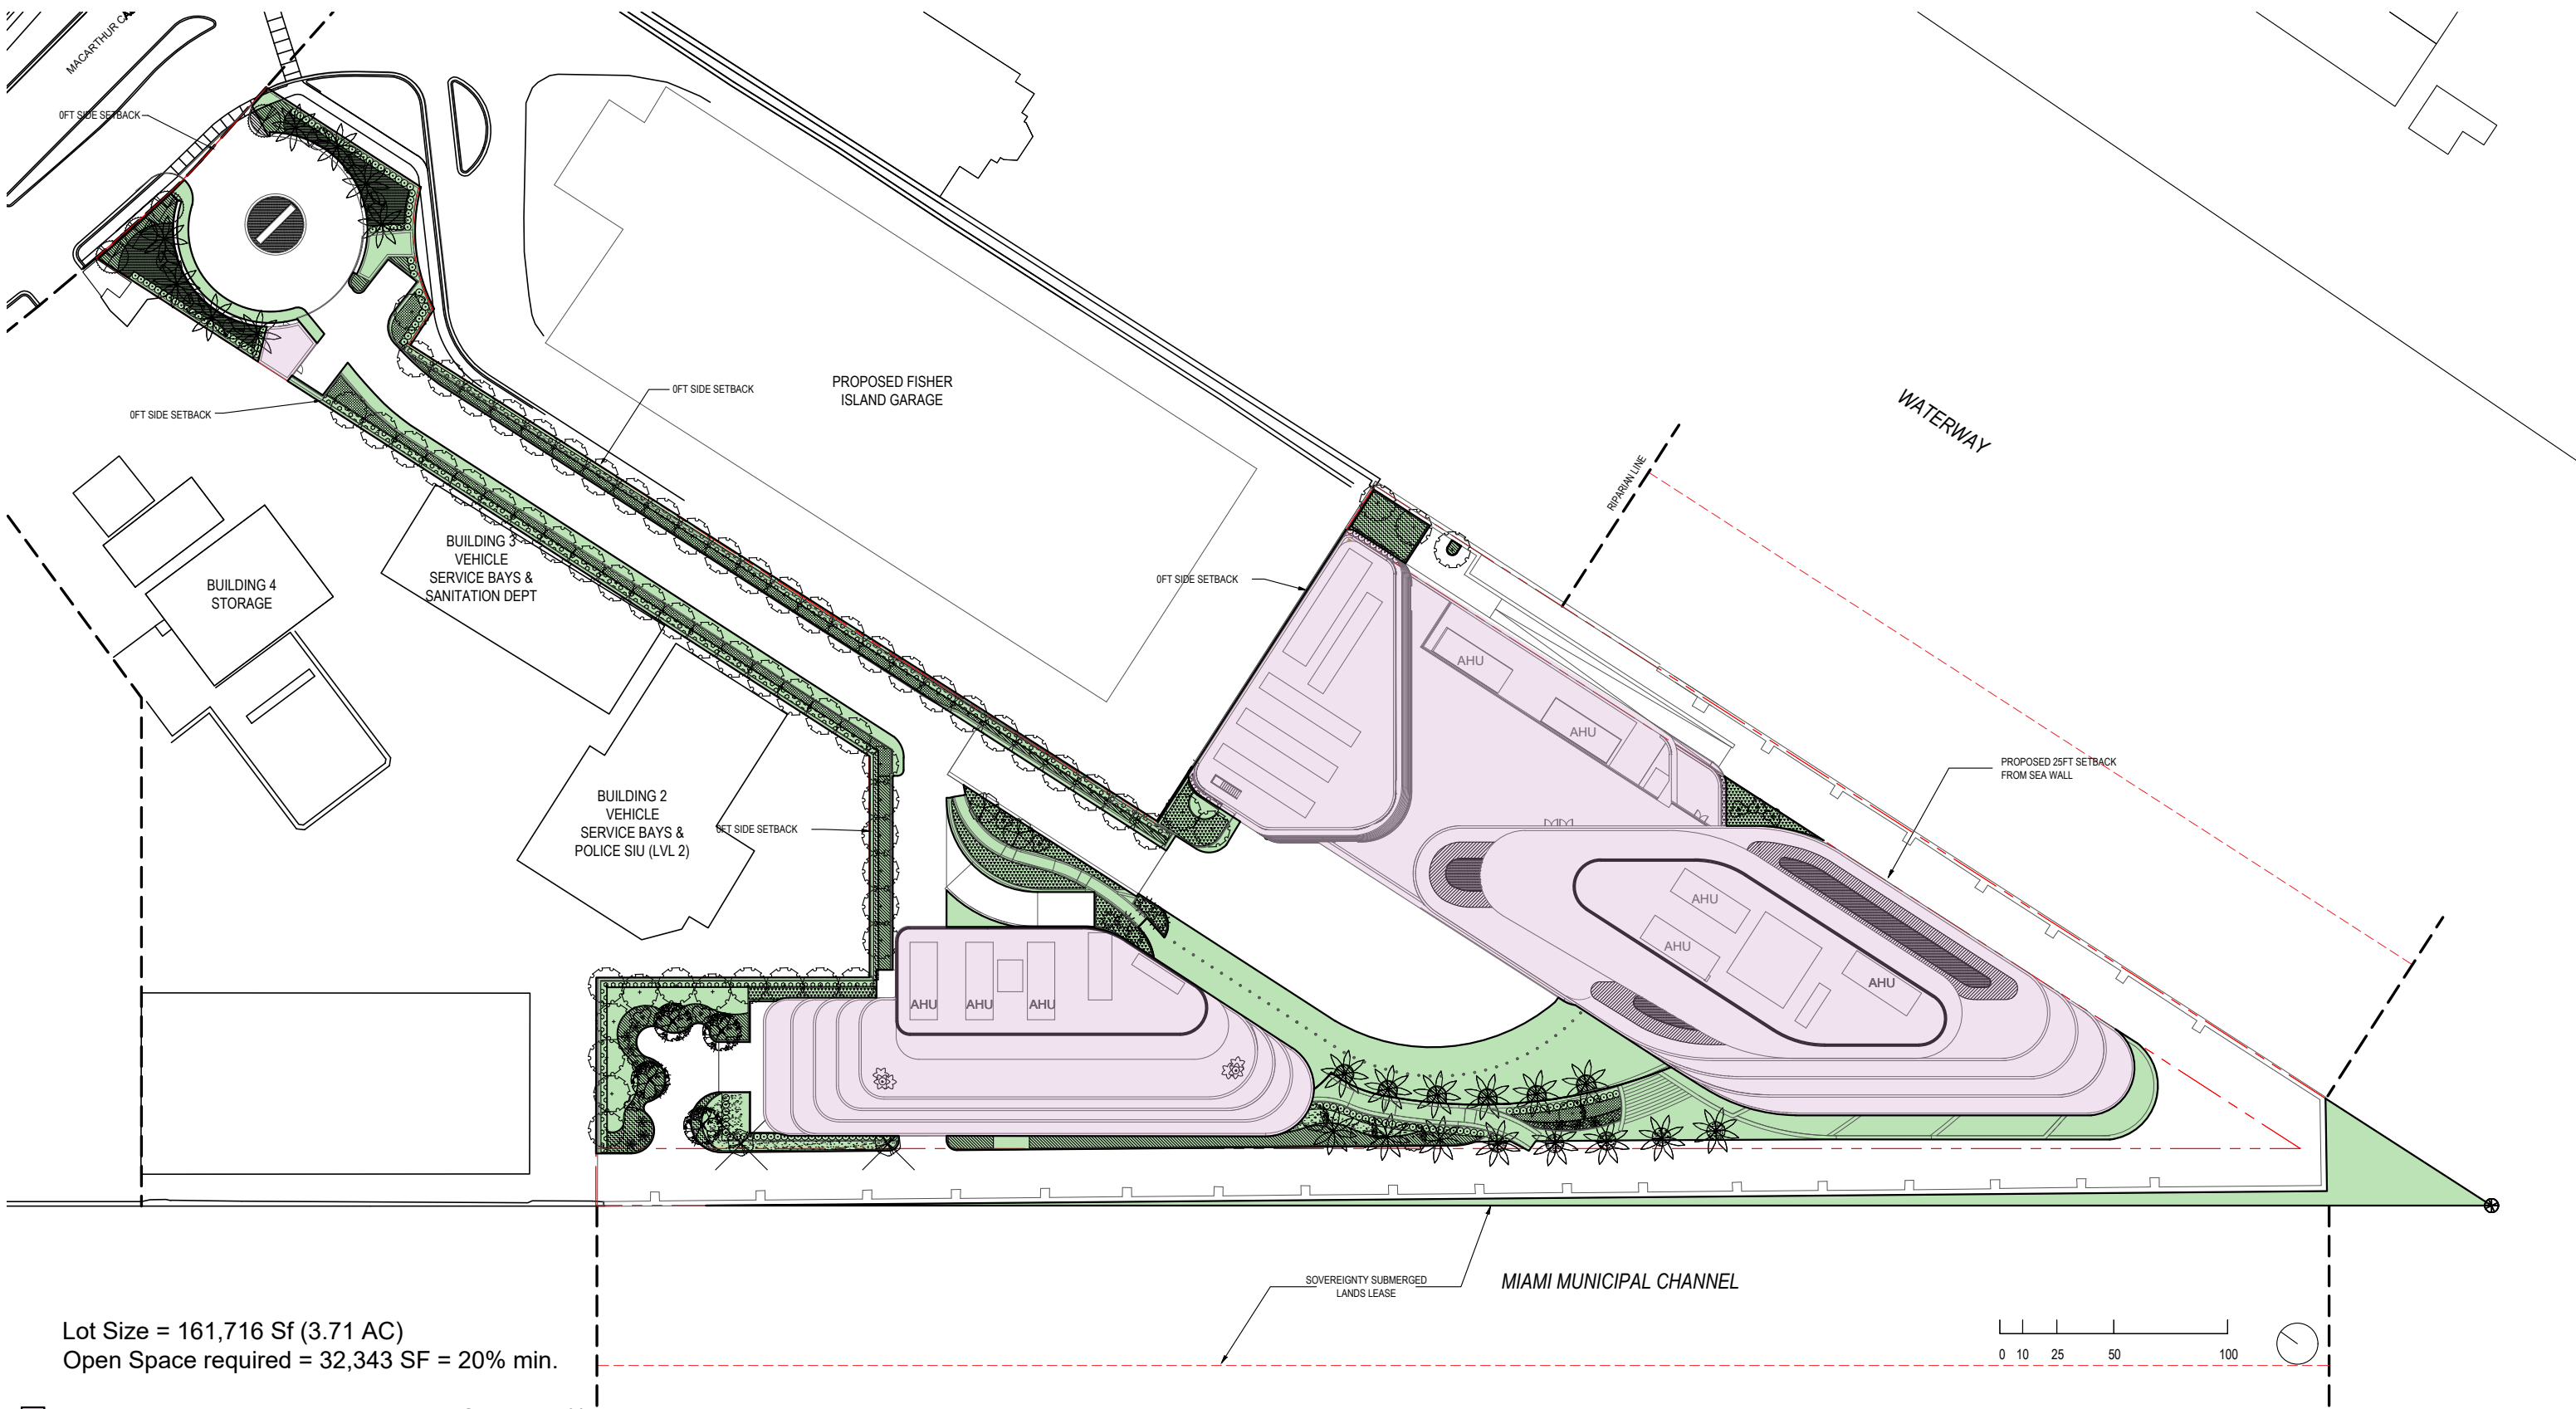 MACARTHUR
0FT SIDE SETBACK
0FT SIDE SETBACK
0FT SIDE SETBACK
PROPOSED FISHER
ISLAND GARAGE
WATERWAY
RIPARIAN LINE
BUILDING 3
VEHICLE
SERVICE BAYS &
SANITATION DEPT
BUILDING 4
STORAGE
0FT SIDE SETBACK
AHU
AHU
PROPOSED 25FT SETBACK
FROM SEA WALL
BUILDING 2
VEHICLE
SERVICE BAYS &
POLICE SIU (LVL 2)
0FT SIDE SETBACK
AHU
AHU
AHU
AHU
AHU
AHU
SOVEREIGNTY SUBMERGED
LANDS LEASE
MIAMI MUNICIPAL CHANNEL
Lot Size = 161,716 Sf (3.71 AC)
Open Space required = 32,343 SF = 20% min.
0 10 25 50 100